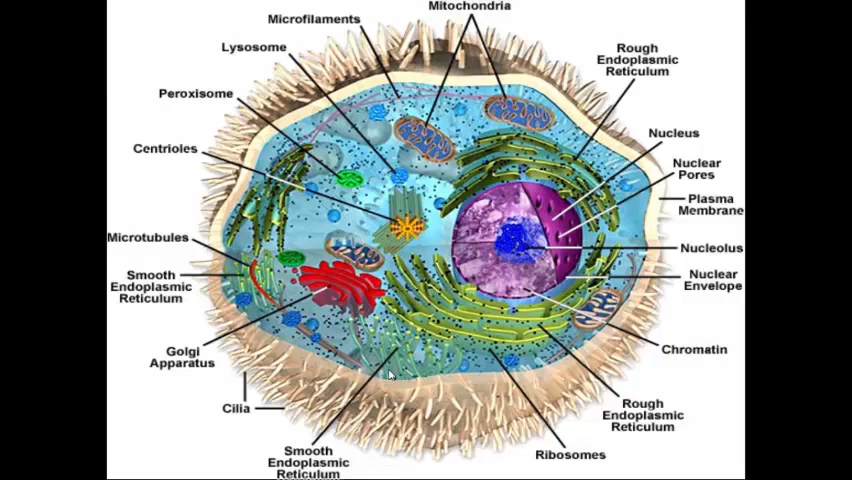 Mitochondria
Microfilaments
Lysosome
Rough
Endoplasmic
Reticulum
Peroxisome
Nucleus
Centrioles
Nuclear
Pores
Plasma
Membrane
Microtubules
Nucleolus
Smooth
Endoplasmic
Reticulum
Nuclear
Envelope
Golgi
Apparatus
Chromatin
Cilia
Rough
Endoplasmic
Reticulum
Smooth
Endoplasmic
Reticulum
Ribosomes